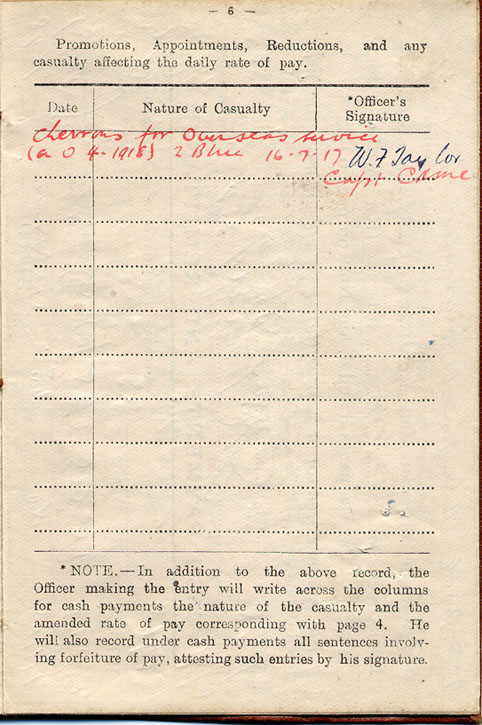 – 6 –
Promotions, Appointments, Reductions, and any
casualty affecting the daily rate of pay.
Date Nature of Casualty *Officer's Signature
Chevrons for Overseas service
(a O 4-1918) 2 Blue 16-7-17 W. F Taylor
Capt
* NOTE.—In addition to the above record, the
Officer making the entry will write across the columns
for cash payments the nature of the casualty and the
amended rate of pay corresponding with page 4. He
will also record under cash payments all sentences involv-
ing forfeiture of pay, attesting such entries by his signature.